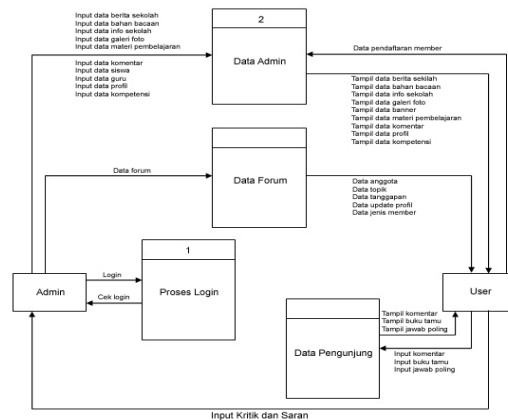 Input data berita sekolah
Input data bahan bacaan
Input data info sekolah
Input data galeri foto
Input data materi pembelajaran
Input data komentar
Input data siswa
Input data guru
Input data profil
Input data kompetensi
2
Data Admin
Data pendaftaran member
Tampil data berita sekilah
Tampil data bahan bacaan
Tampil data info sekolah
Tampil data galeri foto
Tampil data banner
Tampil data materi pembelajaran
Tampil data komentar
Tampil data profil
Tampil data kompetensi
Data forum
Data Forum
Data anggota
Data topik
Data tanggapan
Data update profil
Data jenis member
1
Proses Login
Login
Cek login
Admin
User
Data Pengunjung
Tampil komentar
Tampil buku tamu
Tampil jawab poling
Input komentar
Input buku tamu
Input jawab poling
Input Kritik dan Saran